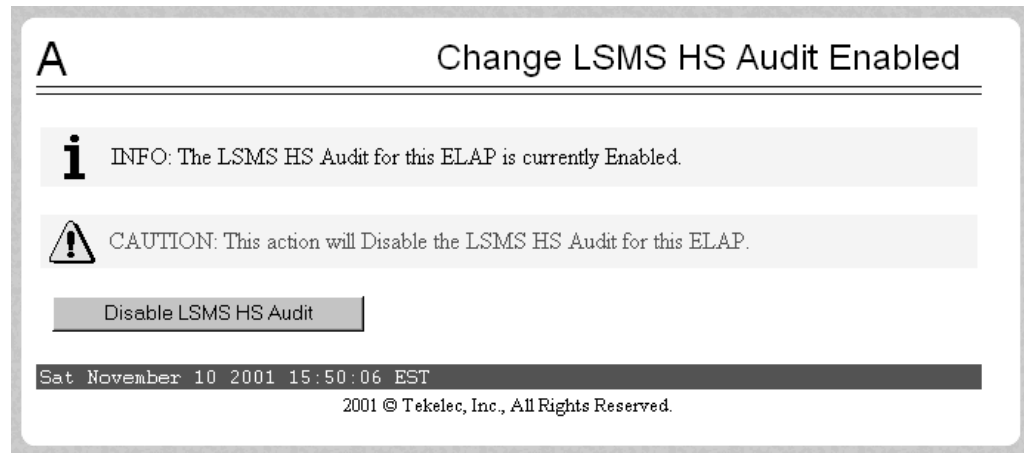 A
Change LSMS HS Audit Enabled
i
INFO: The LSMS HS Audit for this ELAP is currently Enabled.
CAUTION: This action will Disable the LSMS HS Audit for this ELAP.
Disable LSMS HS Audit
Sat November 10 2001 15:50:06 EST
2001 © Tekelec, Inc., All Rights Reserved.